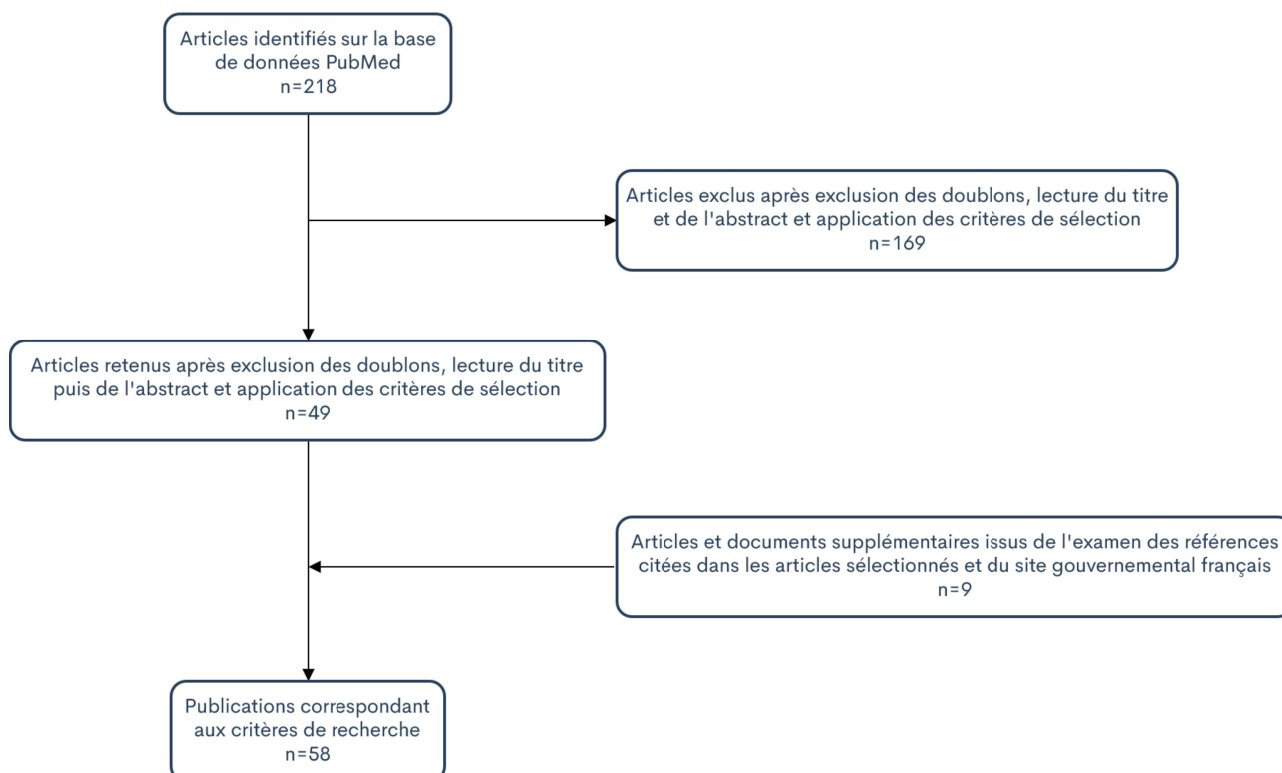 Articles identifiés sur la base
de données PubMed
n=218
Articles exclus après exclusion des doublons, lecture du titre
et de l'abstract et application des critères de sélection
n=169
Articles retenus après exclusion des doublons, lecture du titre
puis de l'abstract et application des critères de sélection
n=49
Articles et documents supplémentaires issus de l'examen des références
citées dans les articles sélectionnés et du site gouvernemental français
n=9
Publications correspondant
aux critères de recherche
n=58